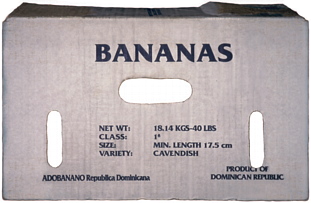 BANANAS
NET WT: 18.14 KGS-40 LBS
CLASS: 1ª
SIZE: MIN. LENGTH 17.5 cm
VARIETY: CAVENDISH
ADOBANANO Republica Dominicana
PRODUCT OF
DOMINICAN REPUBLIC